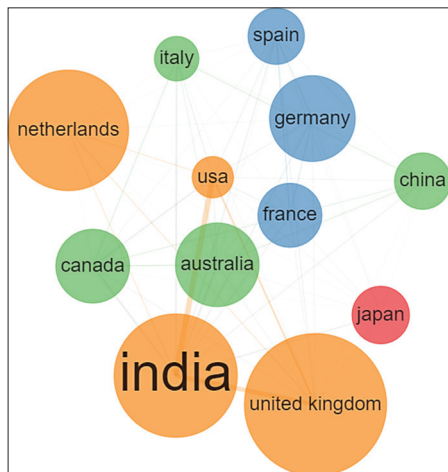 spain
italy
germany
netherlands
usa
china
france
canada
australia
japan
india
united kingdom